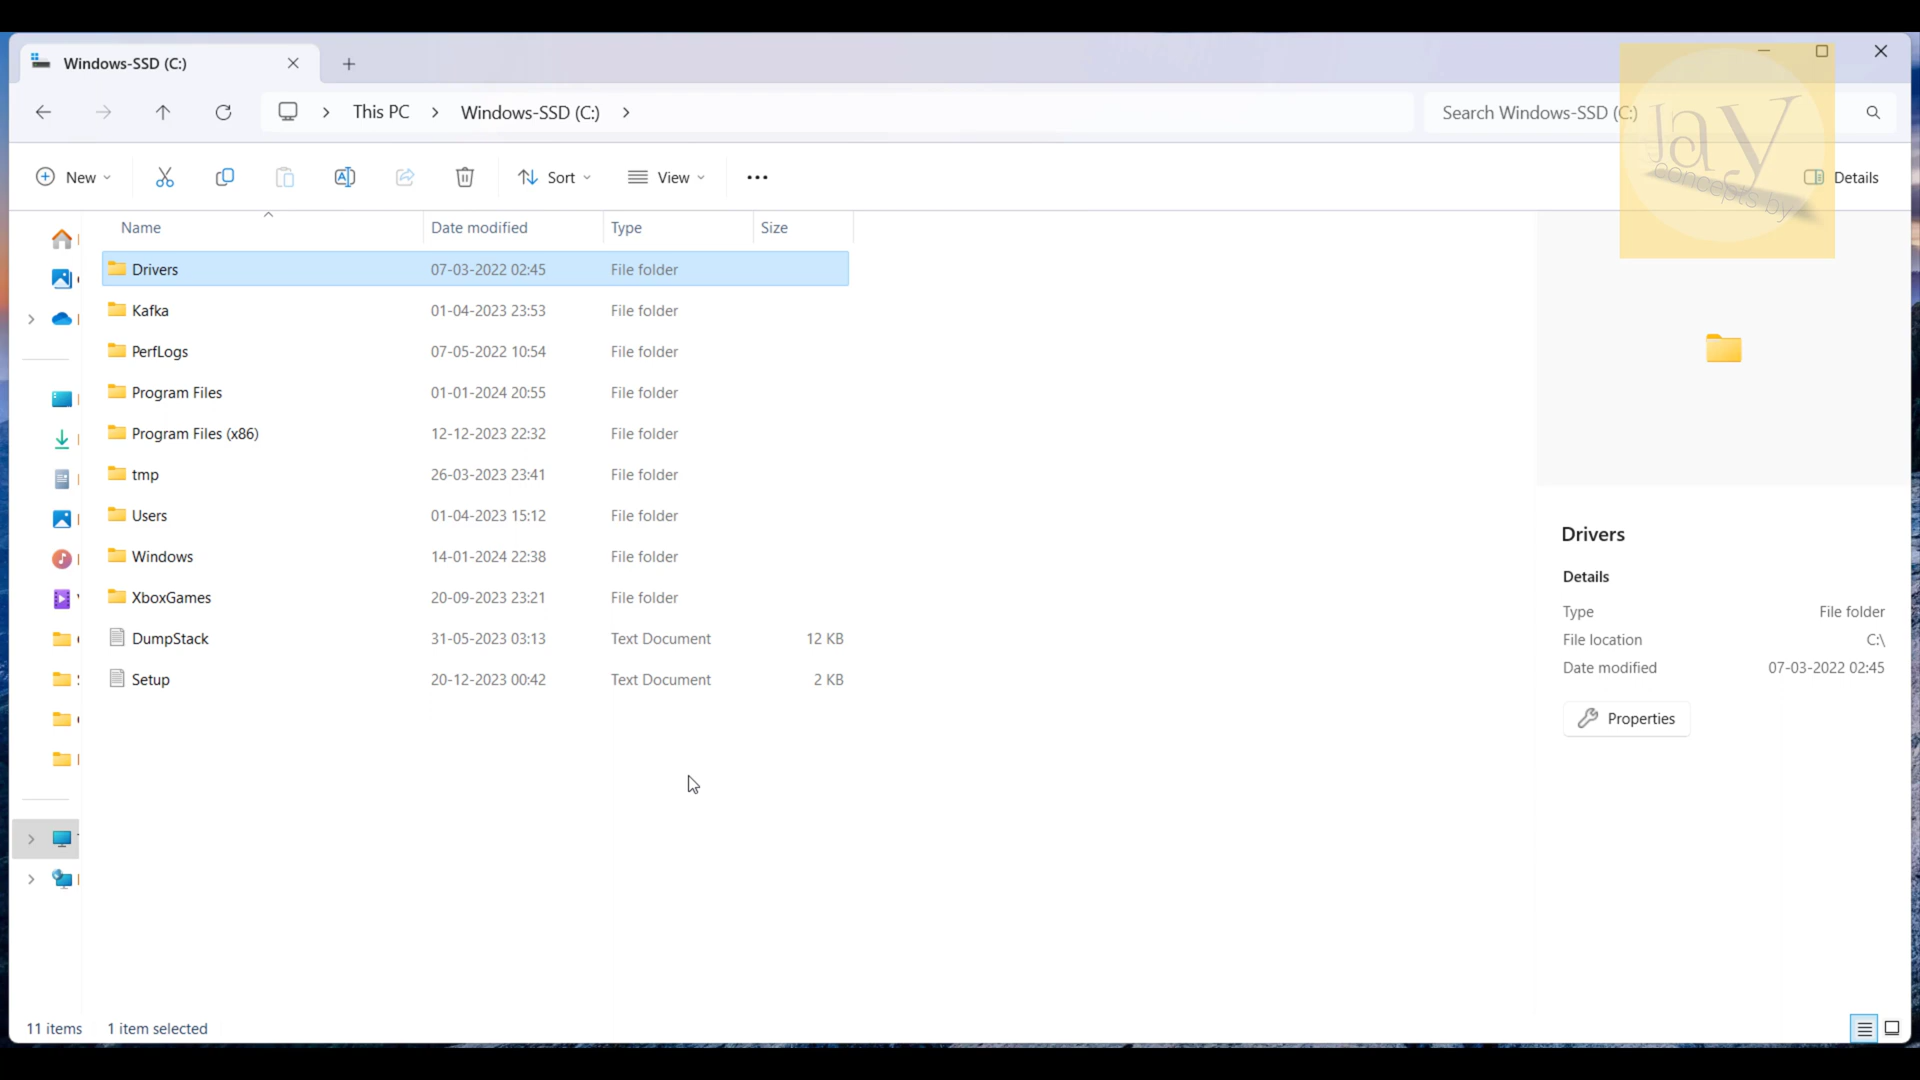 Windows-SSD (C:)
This PC > Windows-SSD (C:) >
Search Windows-SSD (C:)
New
Sort
View
Details
Jay
concepts by
Name Date modified Type Size
Drivers 07-03-2022 02:45 File folder
Kafka 01-04-2023 23:53 File folder
PerfLogs 07-05-2022 10:54 File folder
Program Files 01-01-2024 20:55 File folder
Program Files (x86) 12-12-2023 22:32 File folder
tmp 26-03-2023 23:41 File folder
Users 01-04-2023 15:12 File folder
Windows 14-01-2024 22:38 File folder
XboxGames 20-09-2023 23:21 File folder
DumpStack 31-05-2023 03:13 Text Document 12 KB
Setup 20-12-2023 00:42 Text Document 2 KB
Drivers
Details
Type File folder
File location C:\
Date modified 07-03-2022 02:45
Properties
11 items 1 item selected